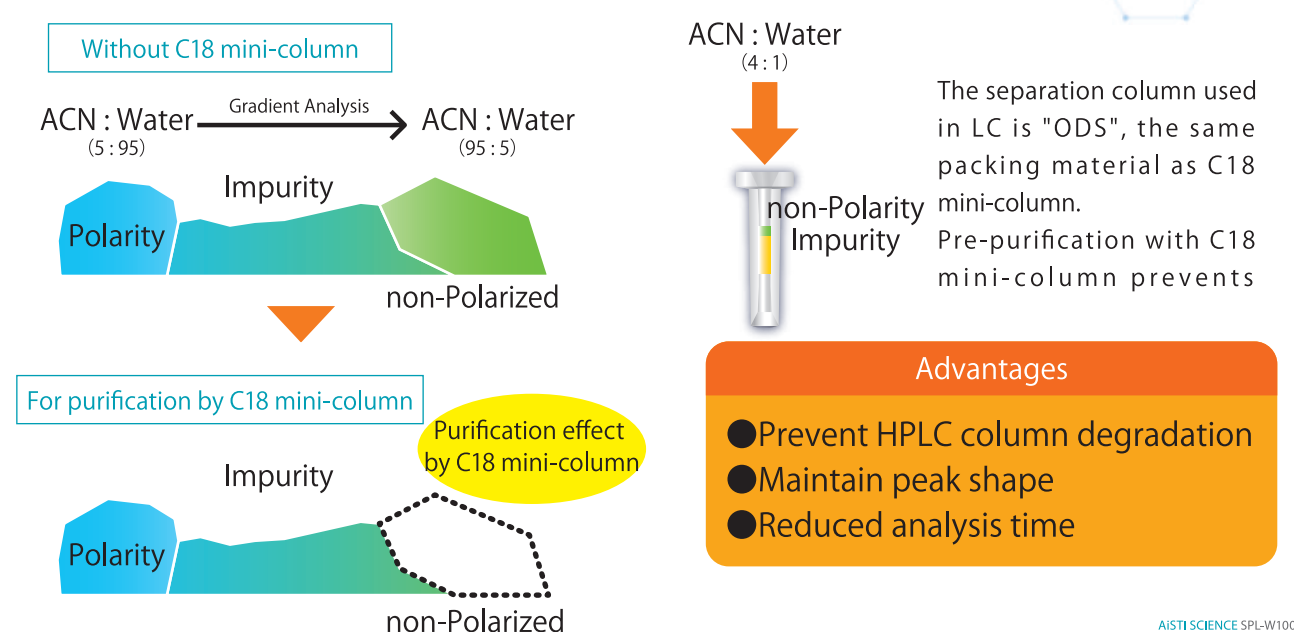 Without C18 mini-column
Gradient Analysis
ACN : Water
(5 : 95)
ACN : Water
(95 : 5)
Impurity
Polarity
non-Polarized
For purification by C18 mini-column
Purification effect
by C18 mini-column
Impurity
Polarity
non-Polarized
ACN : Water
(4 : 1)
non-Polarity
Impurity
The separation column used
in LC is "ODS", the same
packing material as C18
mini-column.
Pre-purification with C18
mini-column prevents
Advantages
●Prevent HPLC column degradation
●Maintain peak shape
●Reduced analysis time
AiSTI SCIENCE SPL-W100